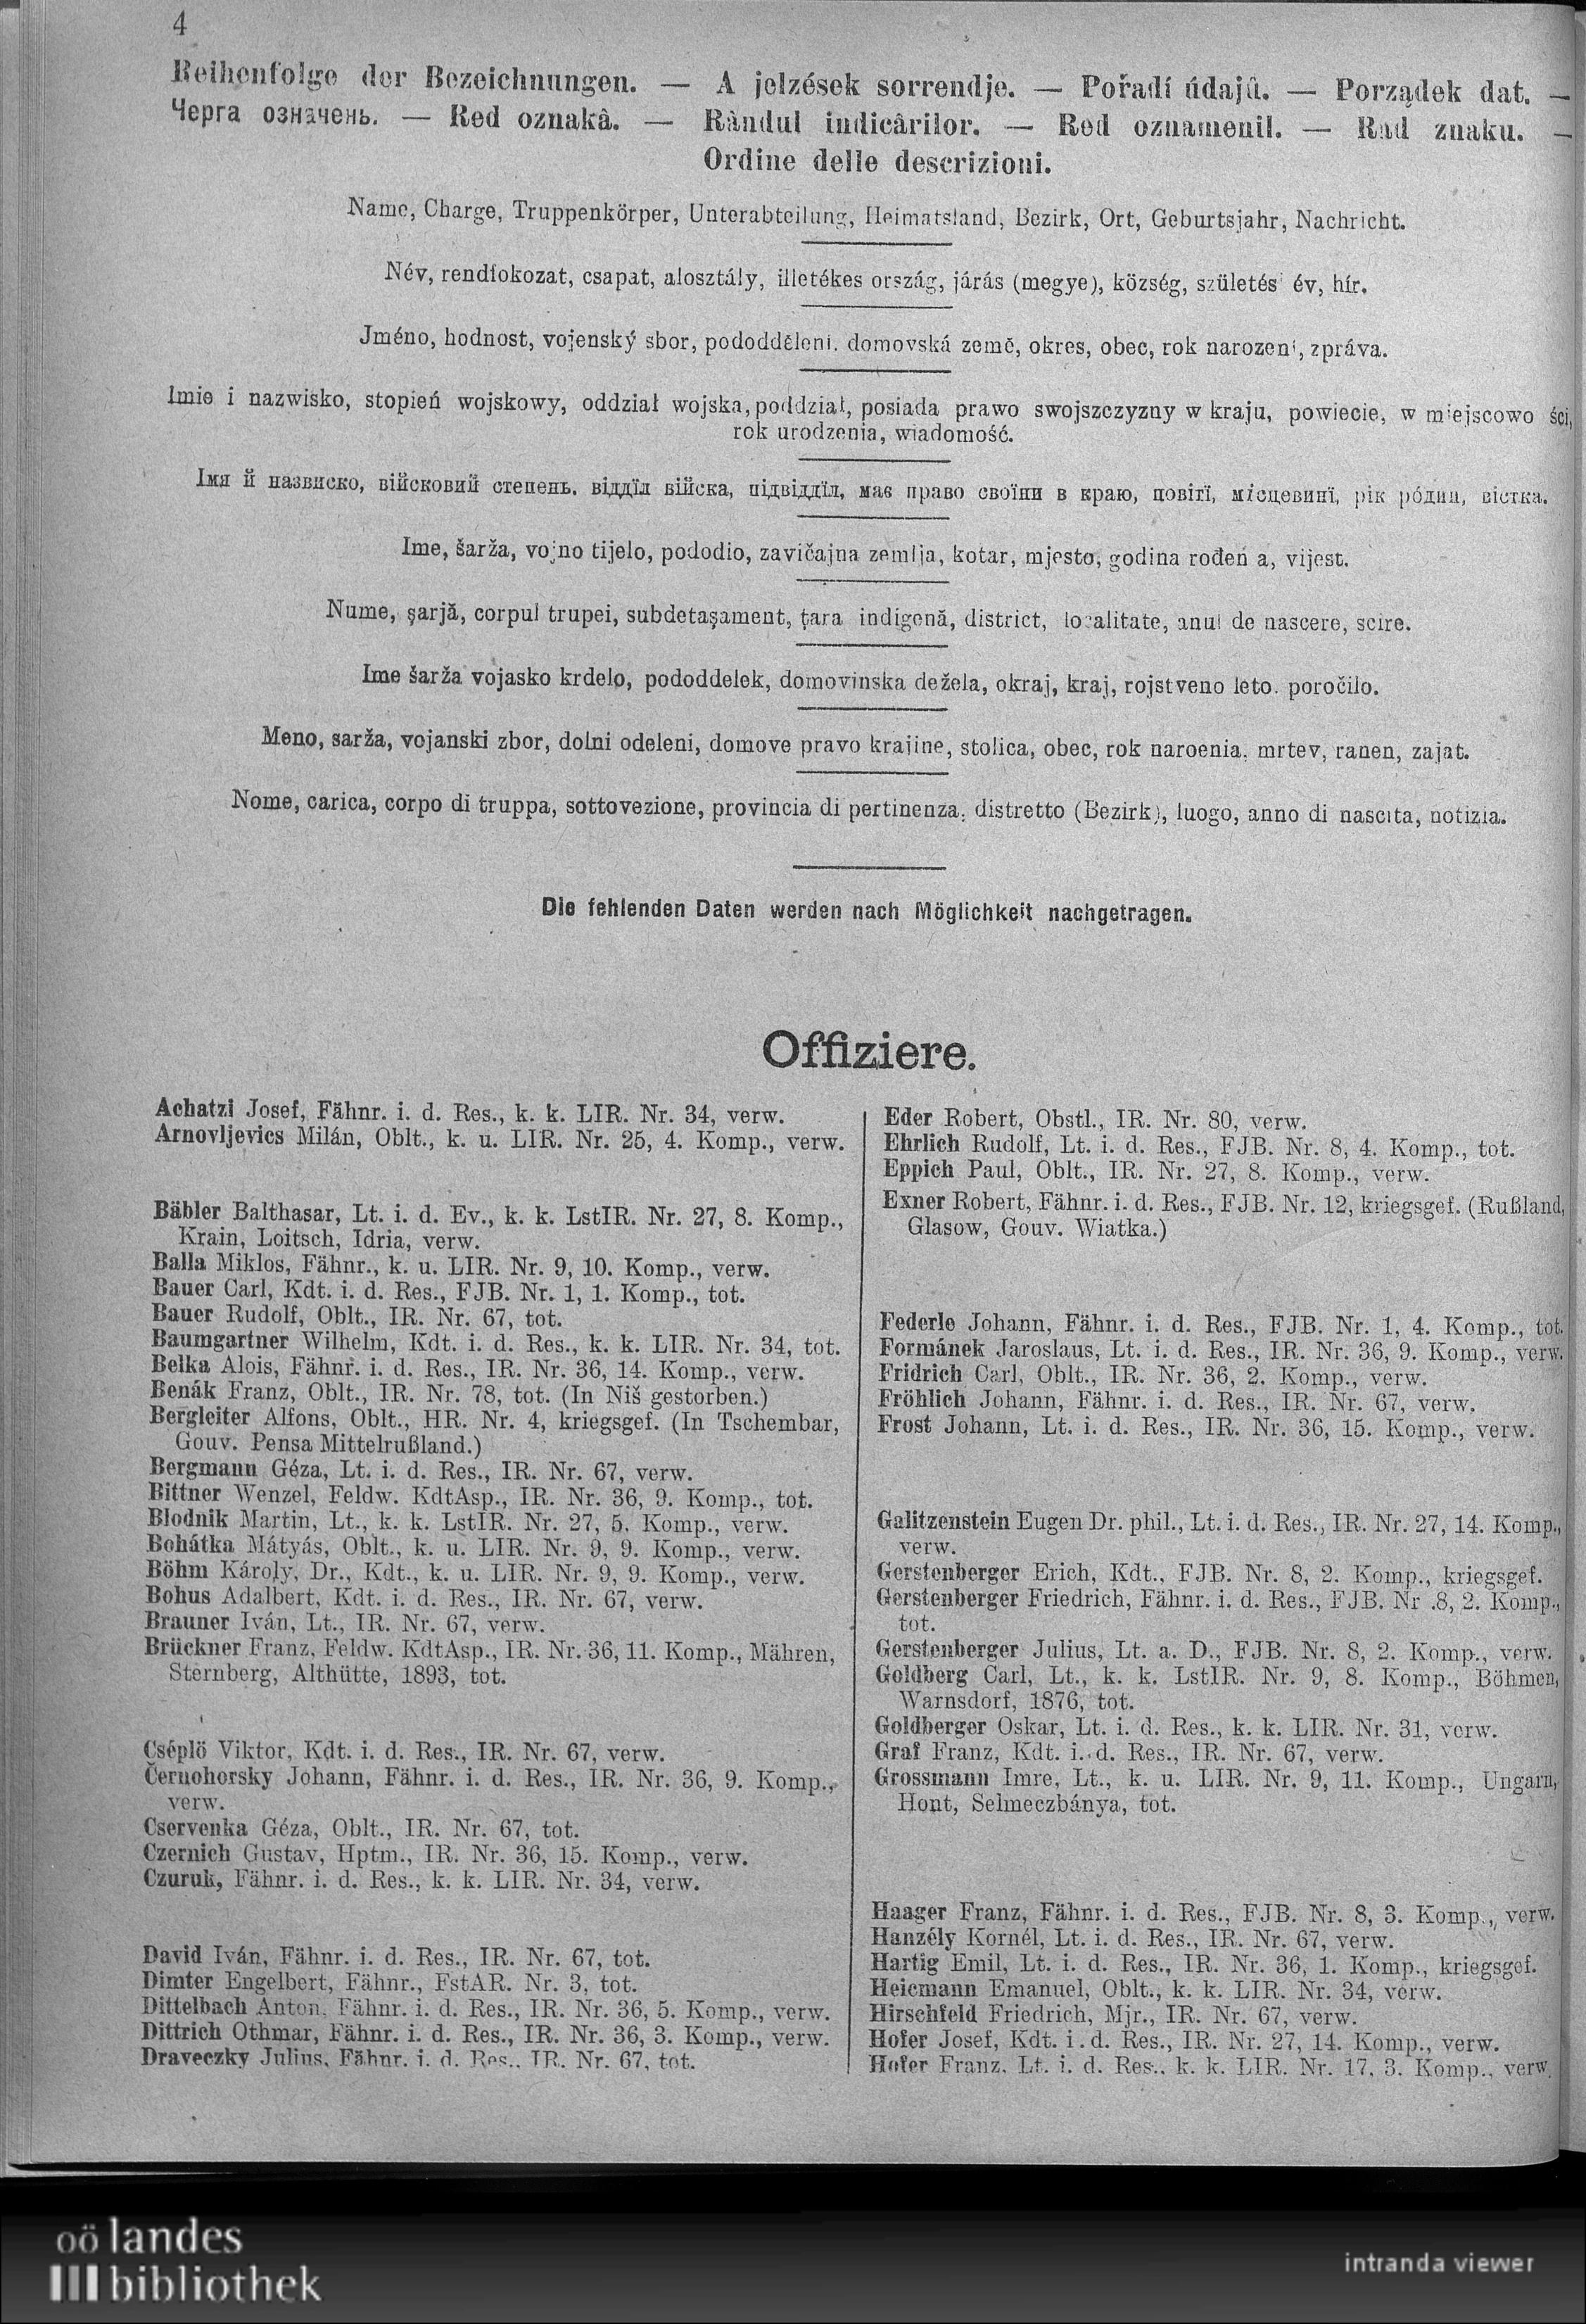 4
Reihenfolge der Bezeichnungen. — A jelzések sorrendje. — Pořadí údajů. — Porządek dat. —
Черга означень. — Red oznakâ. — Rândul indicârilor. — Red oznamenil. — Rad znaku. —
Ordine delle descrizioni.
Name, Charge, Truppenkörper, Unterabteilung, Heimatsland, Bezirk, Ort, Geburtsjahr, Nachricht.
Név, rendfokozat, csapat, alosztály, illetékes ország, járás (megye), község, születés év, hír.
Jméno, hodnost, vojenský sbor, pododdělení. domovská země, okres, obec, rok narození, zpráva.
Imie i nazwisko, stopień wojskowy, oddział wojska, poddział, posiada prawo swojszczyzny w kraju, powiecie, w miejscowo ści,
rok urodzenia, wiadomość.
Імя й назвиско, військовий степень, віддїл війска, підвіддїл, має право своїни в краю, повітї, місцевинї, рік рóдин, вістка.
Ime, šarža, vojno tijelo, pododio, zavičajna zemlja, kotar, mjesto, godina rođen a, vijest.
Nume, şarjă, corpul trupei, subdetaşament, ţara indigenă, district, localitate, anul de nascere, scire.
Ime šarža vojasko krdelo, pododdelek, domovinska dežela, okraj, kraj, rojstveno leto. poročilo.
Meno, sarža, vojanski zbor, dolni odeleni, domove pravo krajine, stolica, obec, rok naroenia, mrtev, ranen, zajat.
Nome, carica, corpo di truppa, sottovezione, provincia di pertinenza, distretto (Bezirk), luogo, anno di nascita, notizia.
Die fehlenden Daten werden nach Möglichkeit nachgetragen.
Offiziere.
Achatzi Josef, Fähnr. i. d. Res., k. k. LIR. Nr. 34, verw.
Arnovljevics Milán, Oblt., k. u. LIR. Nr. 25, 4. Komp., verw.
Bäbler Balthasar, Lt. i. d. Ev., k. k. LstIR. Nr. 27, 8. Komp.,
Krain, Loitsch, Idria, verw.
Balla Miklos, Fähnr., k. u. LIR. Nr. 9, 10. Komp., verw.
Bauer Carl, Kdt. i. d. Res., FJB. Nr. 1, 1. Komp., tot.
Bauer Rudolf, Oblt., IR. Nr. 67, tot.
Baumgartner Wilhelm, Kdt. i. d. Res., k. k. LIR. Nr. 34, tot.
Belka Alois, Fähnr. i. d. Res., IR. Nr. 36, 14. Komp., verw.
Benák Franz, Oblt., IR. Nr. 78, tot. (In Niš gestorben.)
Bergleiter Alfons, Oblt., HR. Nr. 4, kriegsgef. (In Tschembar,
Gouv. Pensa Mittelrußland.)
Bergmann Géza, Lt. i. d. Res., IR. Nr. 67, verw.
Bittner Wenzel, Feldw. KdtAsp., IR. Nr. 36, 9. Komp., tot.
Blodnik Martin, Lt., k. k. LstIR. Nr. 27, 5. Komp., verw.
Bohátka Mátyás, Oblt., k. u. LIR. Nr. 9, 9. Komp., verw.
Böhm Károly, Dr., Kdt., k. u. LIR. Nr. 9, 9. Komp., verw.
Bohus Adalbert, Kdt. i. d. Res., IR. Nr. 67, verw.
Brauner Iván, Lt., IR. Nr. 67, verw.
Brückner Franz, Feldw. KdtAsp., IR. Nr. 36, 11. Komp., Mähren,
Sternberg, Althütte, 1893, tot.
Cséplö Viktor, Kdt. i. d. Res., IR. Nr. 67, verw.
Černohorsky Johann, Fähnr. i. d. Res., IR. Nr. 36, 9. Komp.,
verw.
Cservenka Géza, Oblt., IR. Nr. 67, tot.
Czernich Gustav, Hptm., IR. Nr. 36, 15. Komp., verw.
Czuruk, Fähnr. i. d. Res., k. k. LIR. Nr. 34, verw.
David Iván, Fähnr. i. d. Res., IR. Nr. 67, tot.
Dimter Engelbert, Fähnr., FstAR. Nr. 3, tot.
Dittelbach Anton, Fähnr. i. d. Res., IR. Nr. 36, 5. Komp., verw.
Dittrich Othmar, Fähnr. i. d. Res., IR. Nr. 36, 3. Komp., verw.
Draveczky Julius, Fähnr. i. d. Res., IR. Nr. 67, tot.
Eder Robert, Obstl., IR. Nr. 80, verw.
Ehrlich Rudolf, Lt. i. d. Res., FJB. Nr. 8, 4. Komp., tot.
Eppich Paul, Oblt., IR. Nr. 27, 8. Komp., verw.
Exner Robert, Fähnr. i. d. Res., FJB. Nr. 12, kriegsgef. (Rußland,
Glasow, Gouv. Wiatka.)
Federle Johann, Fähnr. i. d. Res., FJB. Nr. 1, 4. Komp., tot.
Formánek Jaroslaus, Lt. i. d. Res., IR. Nr. 36, 9. Komp., verw.
Fridrich Carl, Oblt., IR. Nr. 36, 2. Komp., verw.
Fröhlich Johann, Fähnr. i. d. Res., IR. Nr. 67, verw.
Frost Johann, Lt. i. d. Res., IR. Nr. 36, 15. Komp., verw.
Galitzenstein Eugen Dr. phil., Lt. i. d. Res., IR. Nr. 27, 14. Komp.,
verw.
Gerstenberger Erich, Kdt., FJB. Nr. 8, 2. Komp., kriegsgef.
Gerstenberger Friedrich, Fähnr. i. d. Res., FJB. Nr .8, 2. Komp.,
tot.
Gerstenberger Julius, Lt. a. D., FJB. Nr. 8, 2. Komp., verw.
Goldberg Carl, Lt., k. k. LstIR. Nr. 9, 8. Komp., Böhmen,
Warnsdorf, 1876, tot.
Goldberger Oskar, Lt. i. d. Res., k. k. LIR. Nr. 31, verw.
Graf Franz, Kdt. i. d. Res., IR. Nr. 67, verw.
Grossmann Imre, Lt., k. u. LIR. Nr. 9, 11. Komp., Ungarn,
Hont, Selmeczbánya, tot.
Haager Franz, Fähnr. i. d. Res., FJB. Nr. 8, 3. Komp., verw.
Hanzély Kornél, Lt. i. d. Res., IR. Nr. 67, verw.
Hartig Emil, Lt. i. d. Res., IR. Nr. 36, 1. Komp., kriegsgef.
Heicmann Emanuel, Oblt., k. k. LIR. Nr. 34, verw.
Hirschfeld Friedrich, Mjr., IR. Nr. 67, verw.
Hofer Josef, Kdt. i. d. Res., IR. Nr. 27, 14. Komp., verw.
Hofer Franz, Lt. i. d. Res., k. k. LIR. Nr. 17, 3. Komp., verw.
oö landes
bibliothek
intranda viewer